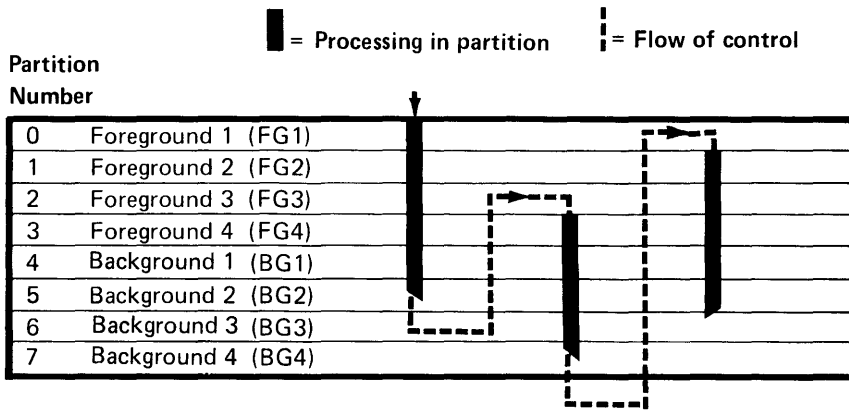 = Processing in partition = Flow of control
Partition
Number
0 Foreground 1 (FG1)
1 Foreground 2 (FG2)
2 Foreground 3 (FG3)
3 Foreground 4 (FG4)
4 Background 1 (BG1)
5 Background 2 (BG2)
6 Background 3 (BG3)
7 Background 4 (BG4)